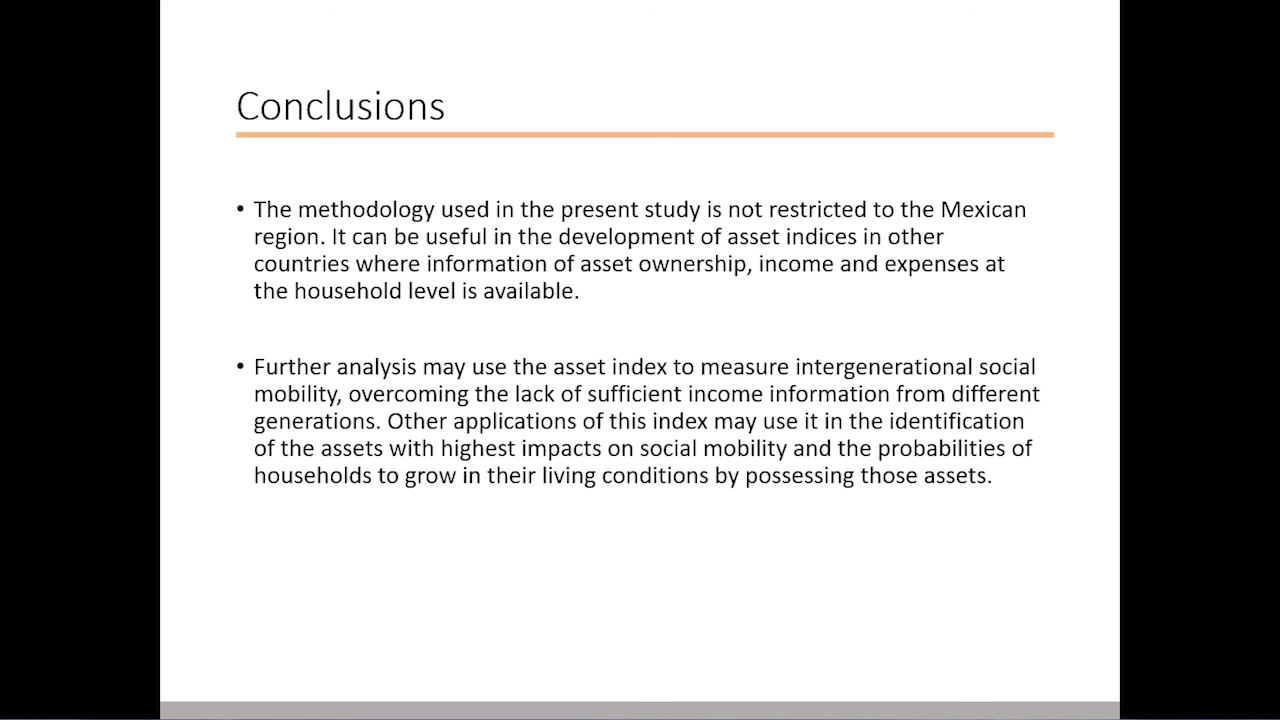 Conclusions
• The methodology used in the present study is not restricted to the Mexican
region. It can be useful in the development of asset indices in other
countries where information of asset ownership, income and expenses at
the household level is available.
• Further analysis may use the asset index to measure intergenerational social
mobility, overcoming the lack of sufficient income information from different
generations. Other applications of this index may use it in the identification
of the assets with highest impacts on social mobility and the probabilities of
households to grow in their living conditions by possessing those assets.